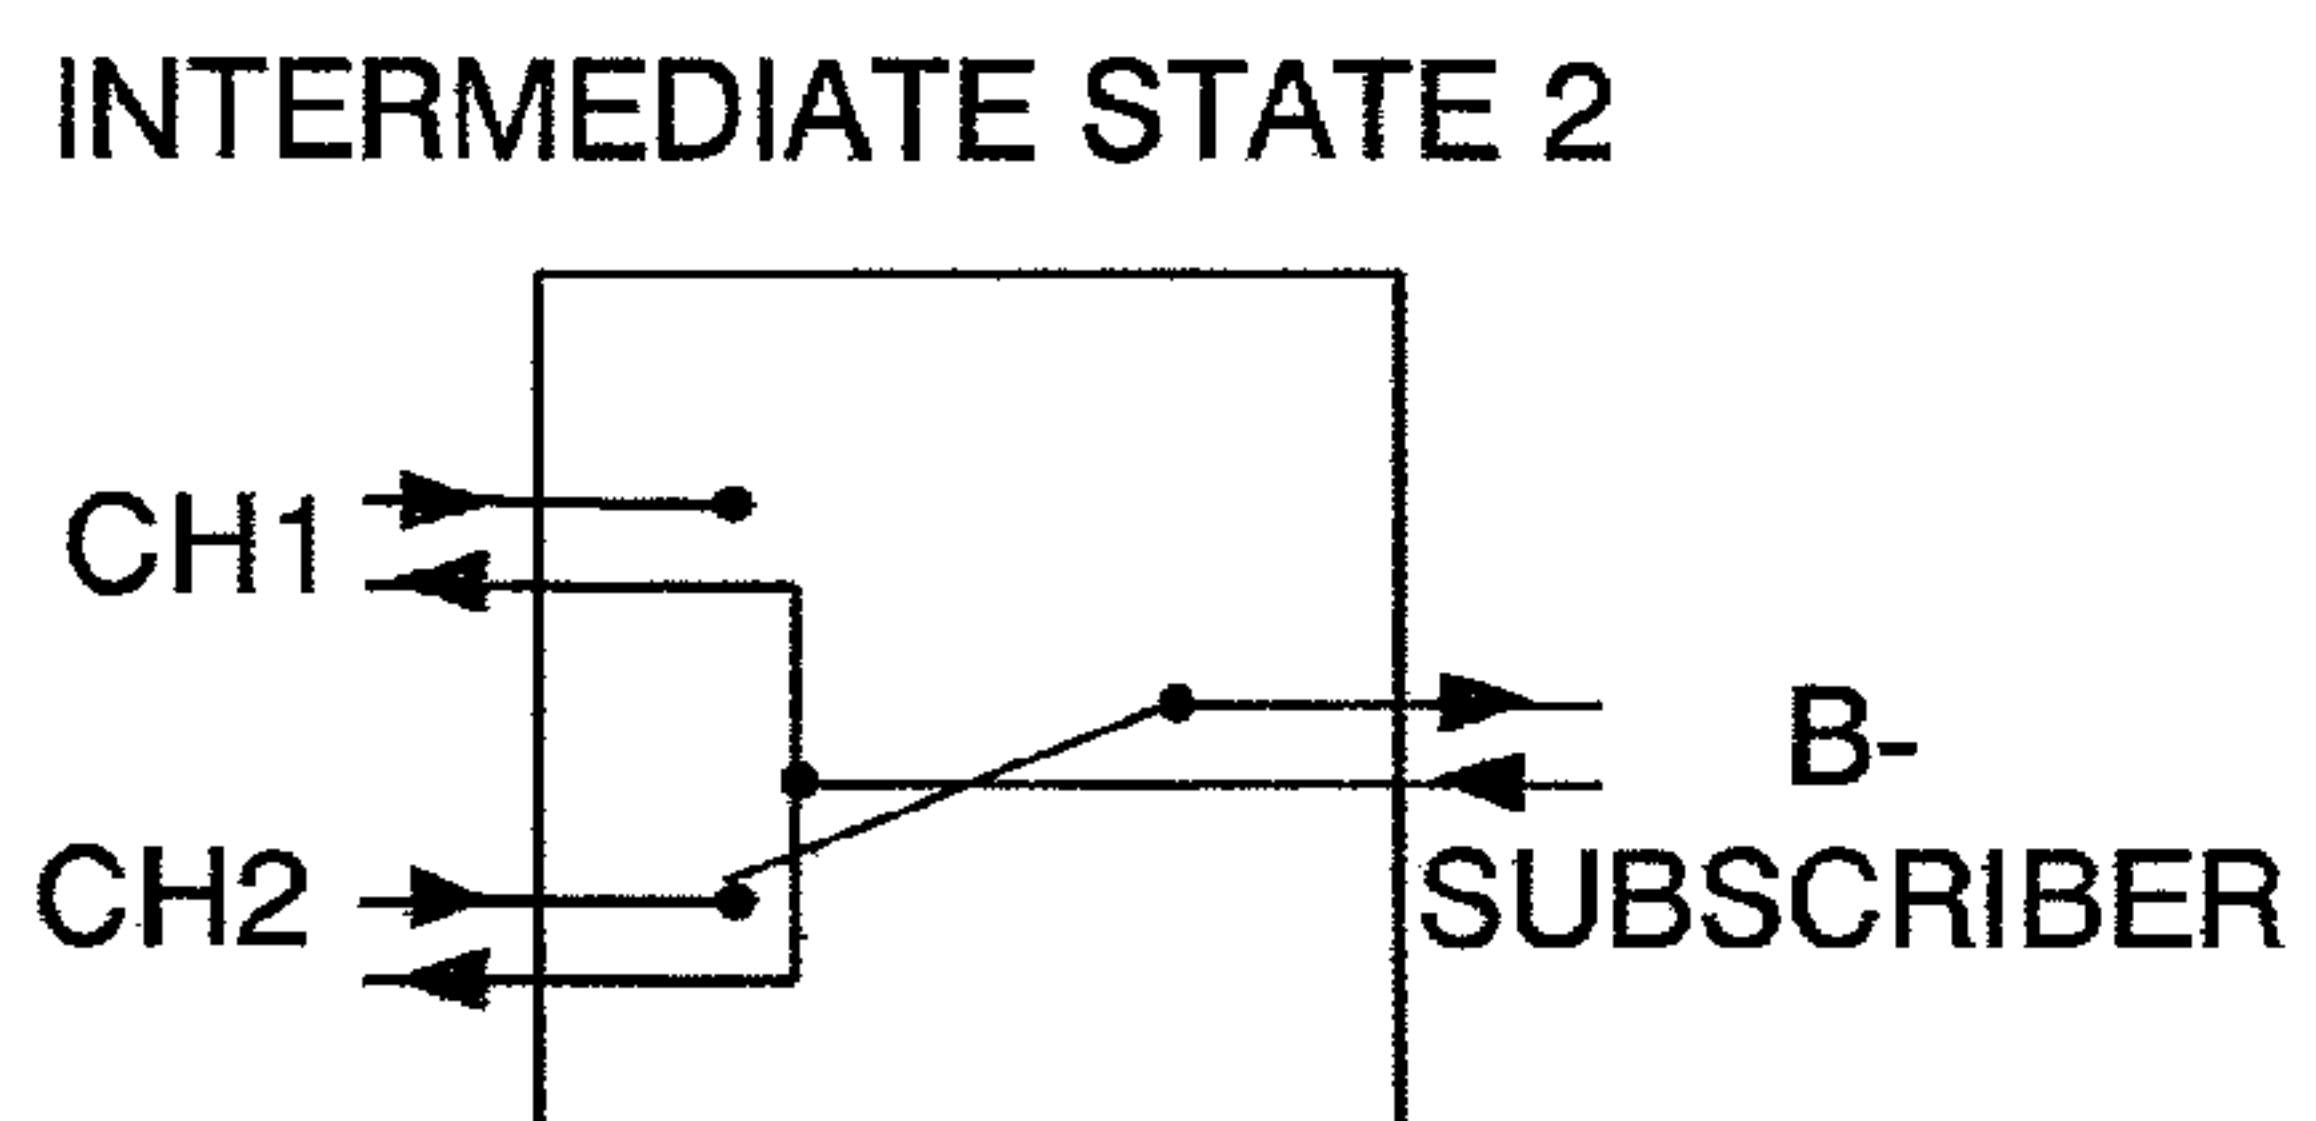 INTERMEDIATE STATE 2
CH1
CH2
B-
SUBSCRIBER